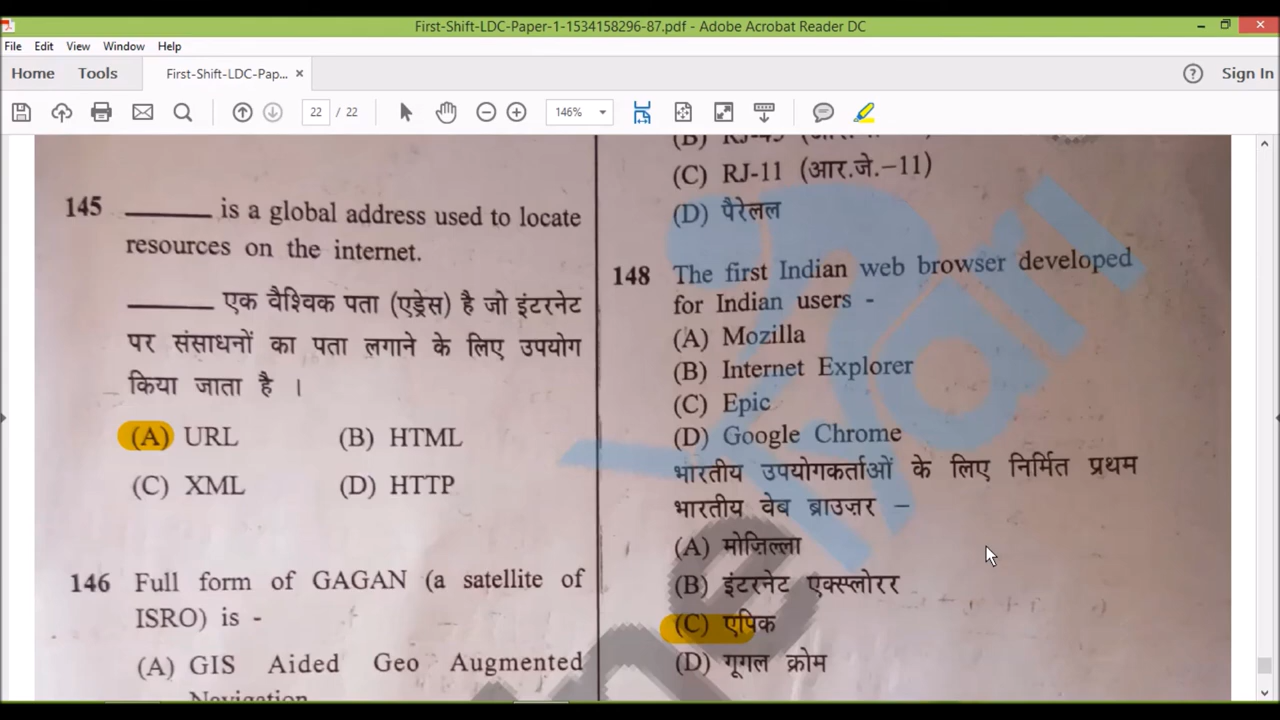 First-Shift-LDC-Paper-1-1534158296-87.pdf - Adobe Acrobat Reader DC
File Edit View Window Help
Home Tools First-Shift-LDC-Pap... × Sign In
22 / 22 146%
145 ______ is a global address used to locate
resources on the internet.
______ एक वैश्विक पता (एड्रेस) है जो इंटरनेट
पर संसाधनों का पता लगाने के लिए उपयोग
किया जाता है ।
(A) URL (B) HTML
(C) XML (D) HTTP
146 Full form of GAGAN (a satellite of
ISRO) is -
(A) GIS Aided Geo Augmented
Navigation
(C) RJ-11 (आर.जे.-11)
(D) पैरेलल
148 The first Indian web browser developed
for Indian users -
(A) Mozilla
(B) Internet Explorer
(C) Epic
(D) Google Chrome
भारतीय उपयोगकर्ताओं के लिए निर्मित प्रथम
भारतीय वेब ब्राउज़र –
(A) मोज़िल्ला
(B) इंटरनेट एक्स्प्लोरर
(C) एपिक
(D) गूगल क्रोम